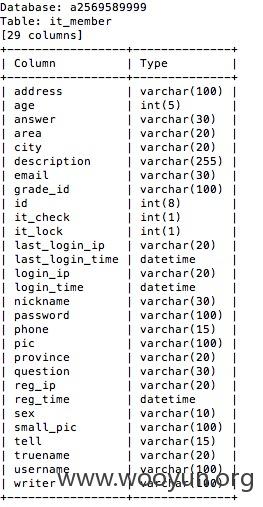 Database: a2569589999
Table: it_member
[29 columns]
+-----------------+--------------+
| Column | Type |
+-----------------+--------------+
| address | varchar(100) |
| age | int(5) |
| answer | varchar(30) |
| area | varchar(20) |
| city | varchar(20) |
| description | varchar(255) |
| email | varchar(30) |
| grade_id | varchar(100) |
| id | int(8) |
| it_check | int(1) |
| it_lock | int(1) |
| last_login_ip | varchar(20) |
| last_login_time | datetime |
| login_ip | varchar(20) |
| login_time | datetime |
| nickname | varchar(30) |
| password | varchar(100) |
| phone | varchar(15) |
| pic | varchar(100) |
| province | varchar(20) |
| question | varchar(30) |
| reg_ip | varchar(20) |
| reg_time | datetime |
| sex | varchar(10) |
| small_pic | varchar(100) |
| tell | varchar(15) |
| truename | varchar(20) |
| username | varchar(100) |
| writer | varchar(100) |
+-----------------+--------------+
www.wooyun.org